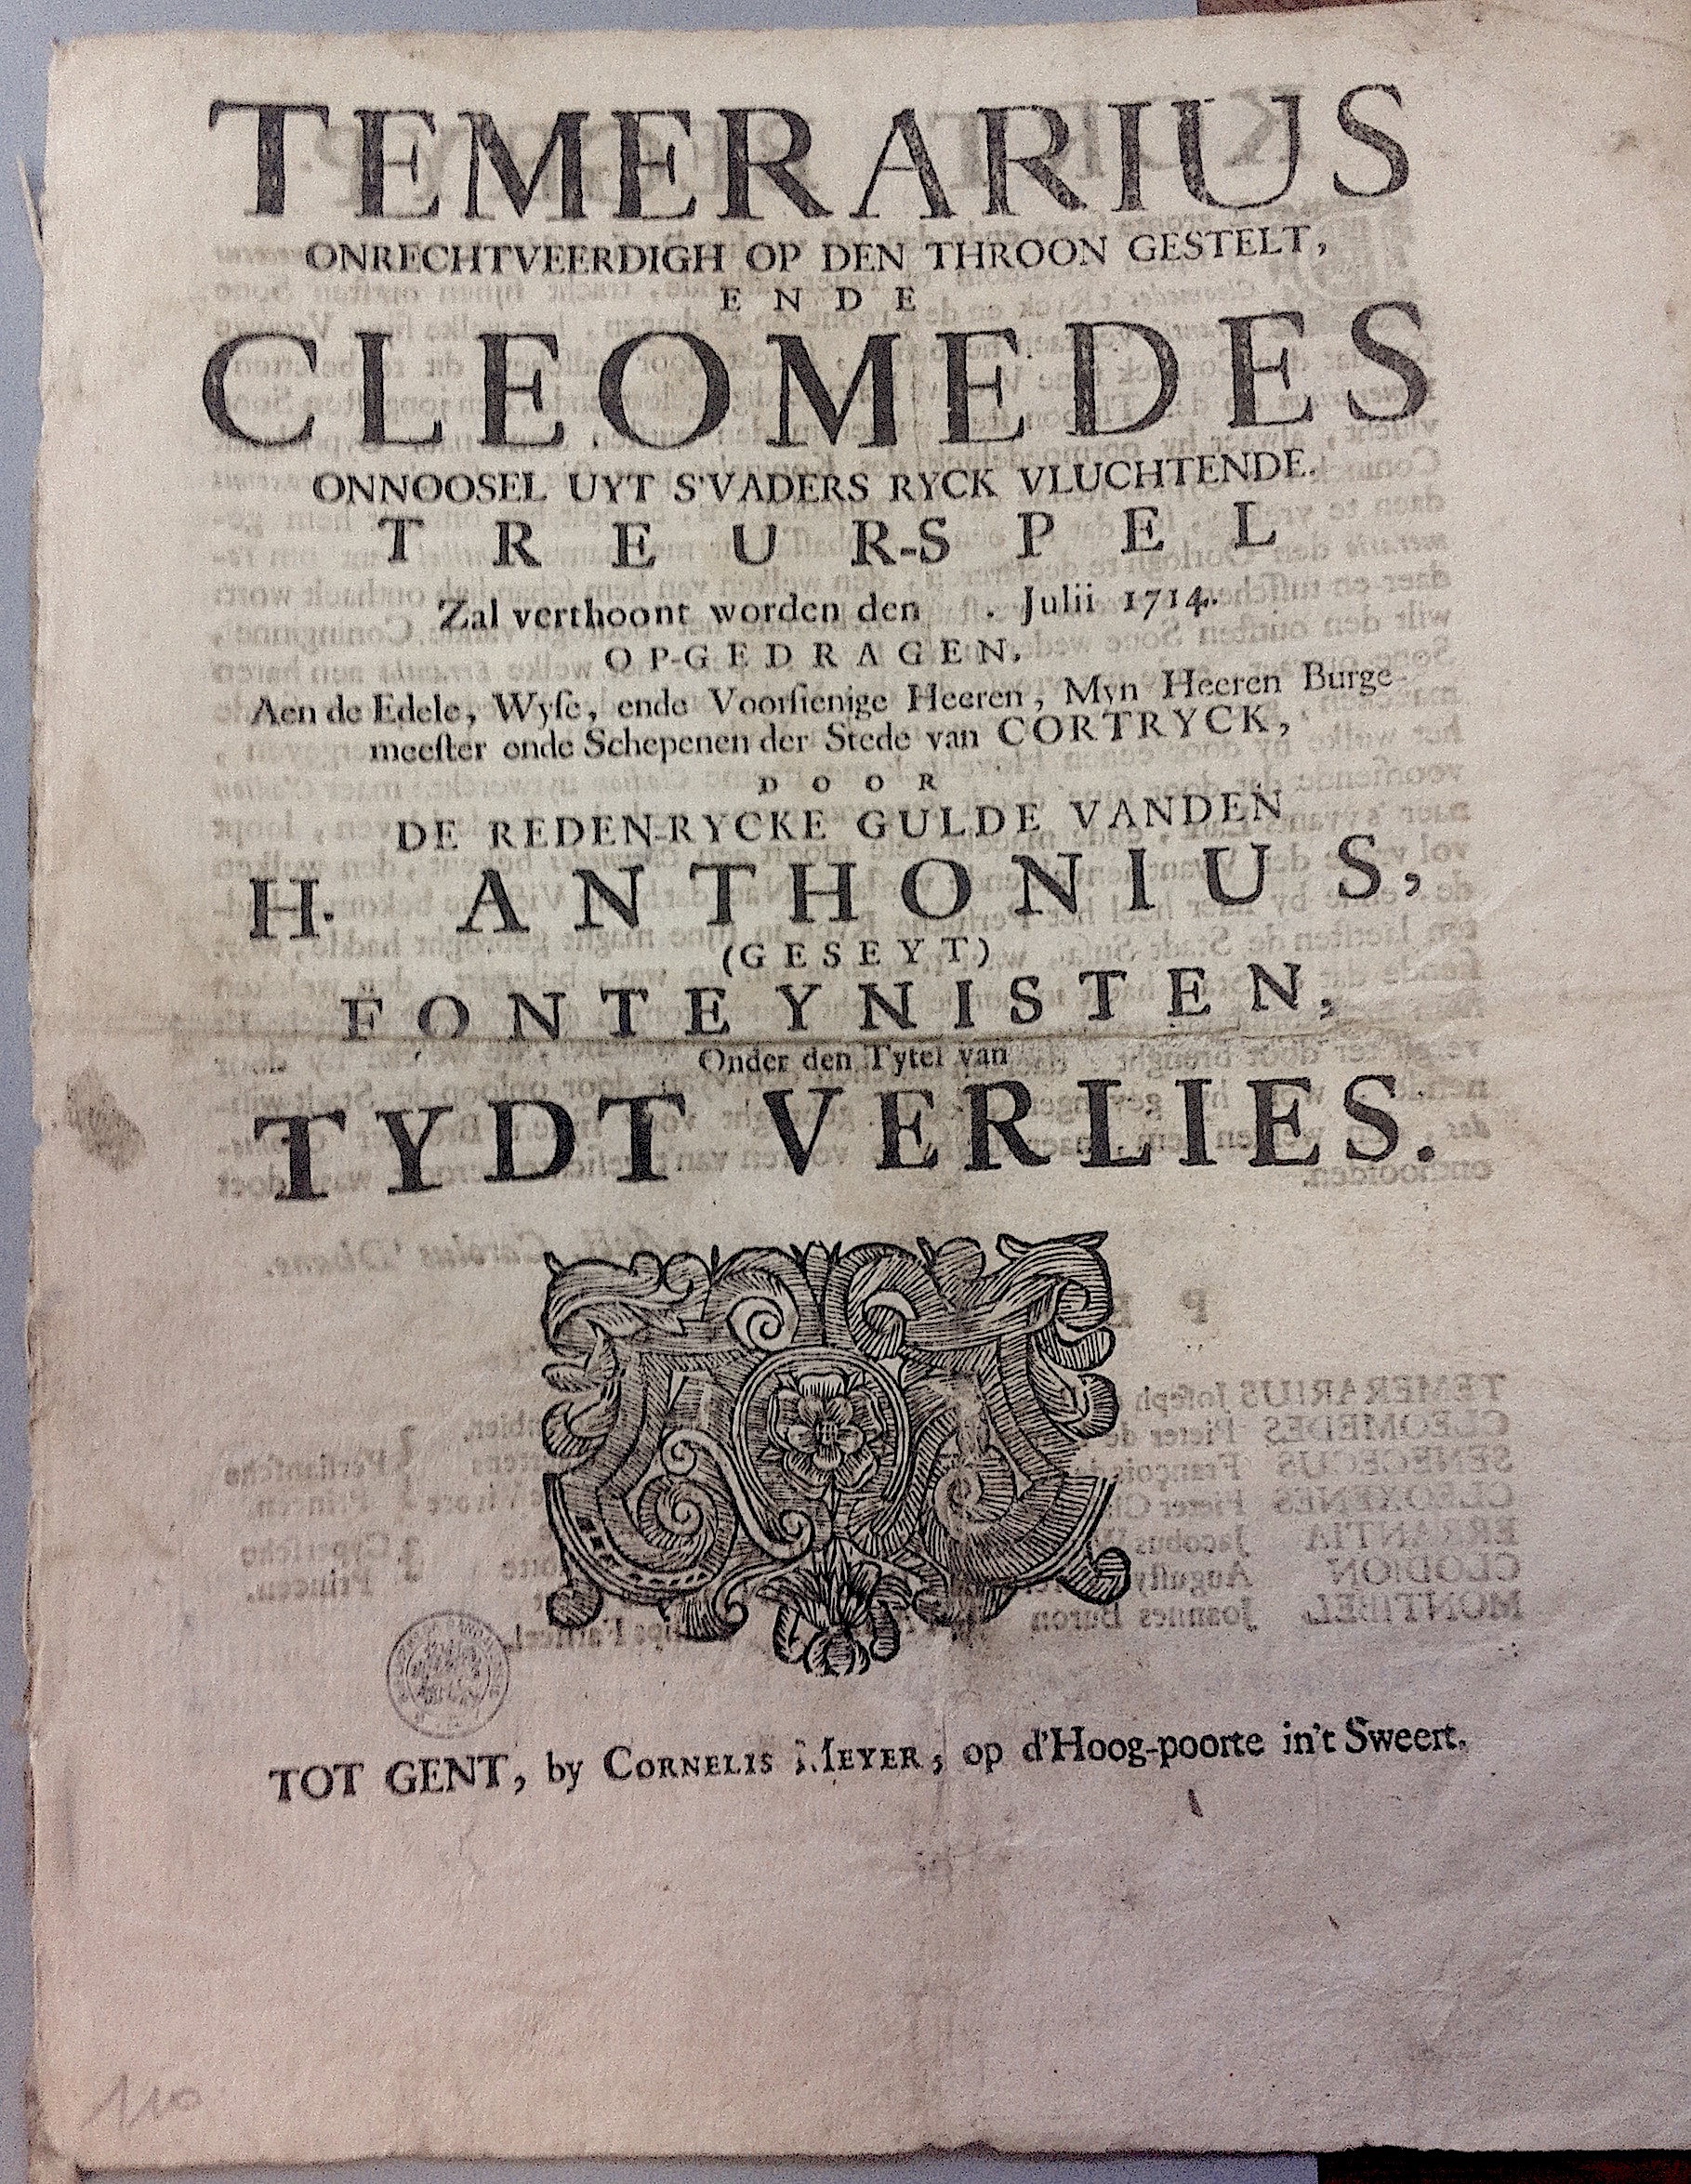 TEMERARIUS
ONRECHTVEERDIGH OP DEN THROON GESTELT,
ENDE
CLEOMEDES
ONNOOSEL UYT S'VADERS RYCK VLUCHTENDE.
TREUR-SPEL
Zal verthoont worden den . Julii 1714.
OP-GEDRAGEN,
Aen de Edele, Wyſe, ende Voorſienige Heeren, Myn Heeren Burge-
meeſter ende Schepenen der Stede van CORTRYCK,
DOOR
DE REDEN-RYCKE GULDE VANDEN
H. ANTHONIUS,
(GESEYT)
FONTEYNISTEN,
Onder den Tytel van
TYDT VERLIES.
TOT GENT, by CORNELIS MEYER, op d'Hoog-poorte in't Sweert.
110